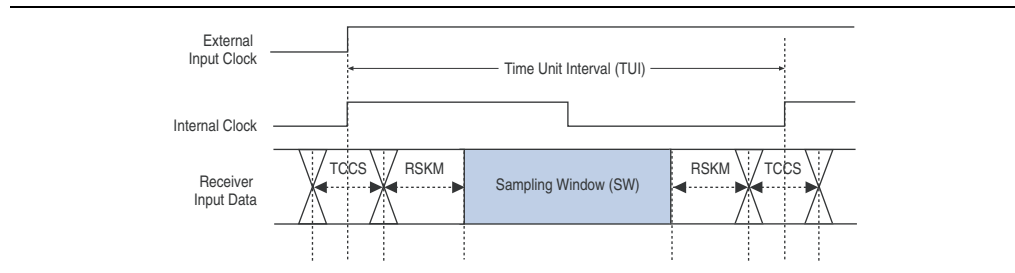 External
Input Clock
Time Unit Interval (TUI)
Internal Clock
Receiver
Input Data
TCCS
RSKM
Sampling Window (SW)
RSKM
TCCS